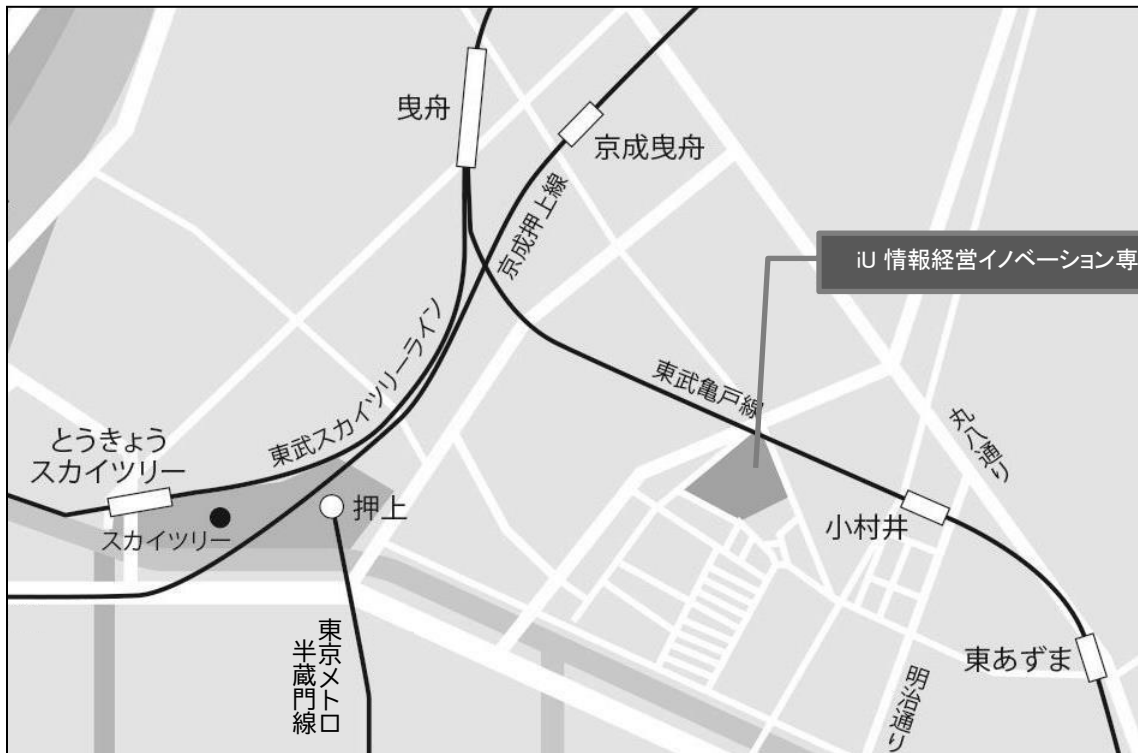 曳舟
京成曳舟
京成押上線
iU 情報経営イノベーション専
東武亀戸線
東武スカイツリーライン
丸八通り
とうきょう
スカイツリー
押上
スカイツリー
小村井
東京メトロ
半蔵門線
東あずま
明治通り